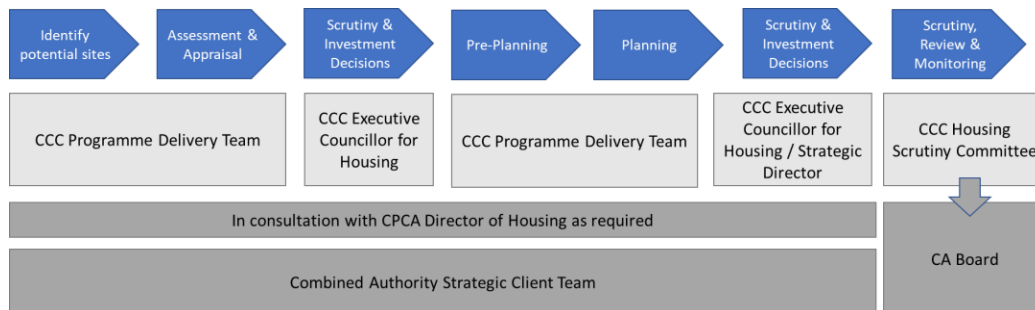 Identify
potential sites
Assessment &
Appraisal
Scrutiny &
Investment
Decisions
Pre-Planning
Planning
Scrutiny &
Investment
Decisions
Scrutiny,
Review &
Monitoring
CCC Programme Delivery Team
CCC Executive
Councillor for
Housing
CCC Programme Delivery Team
CCC Executive
Councillor for
Housing / Strategic
Director
CCC Housing
Scrutiny Committee
In consultation with CPCA Director of Housing as required
Combined Authority Strategic Client Team
CA Board